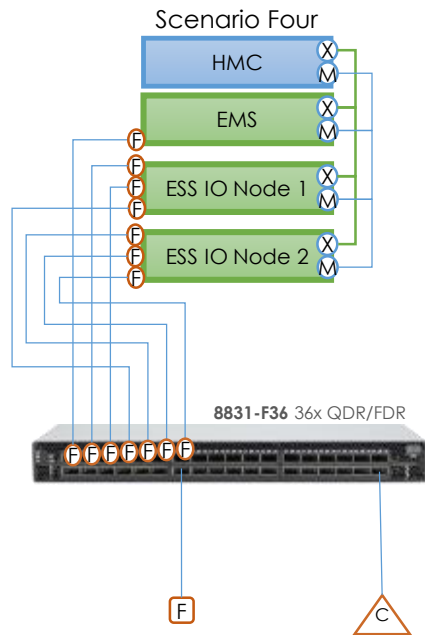 Scenario Four
HMC
X
M
EMS
X
M
F
F
ESS IO Node 1
X
F
M
F
F
ESS IO Node 2
X
F
M
F
8831-F36 36x QDR/FDR
F F F F F F F
F
C